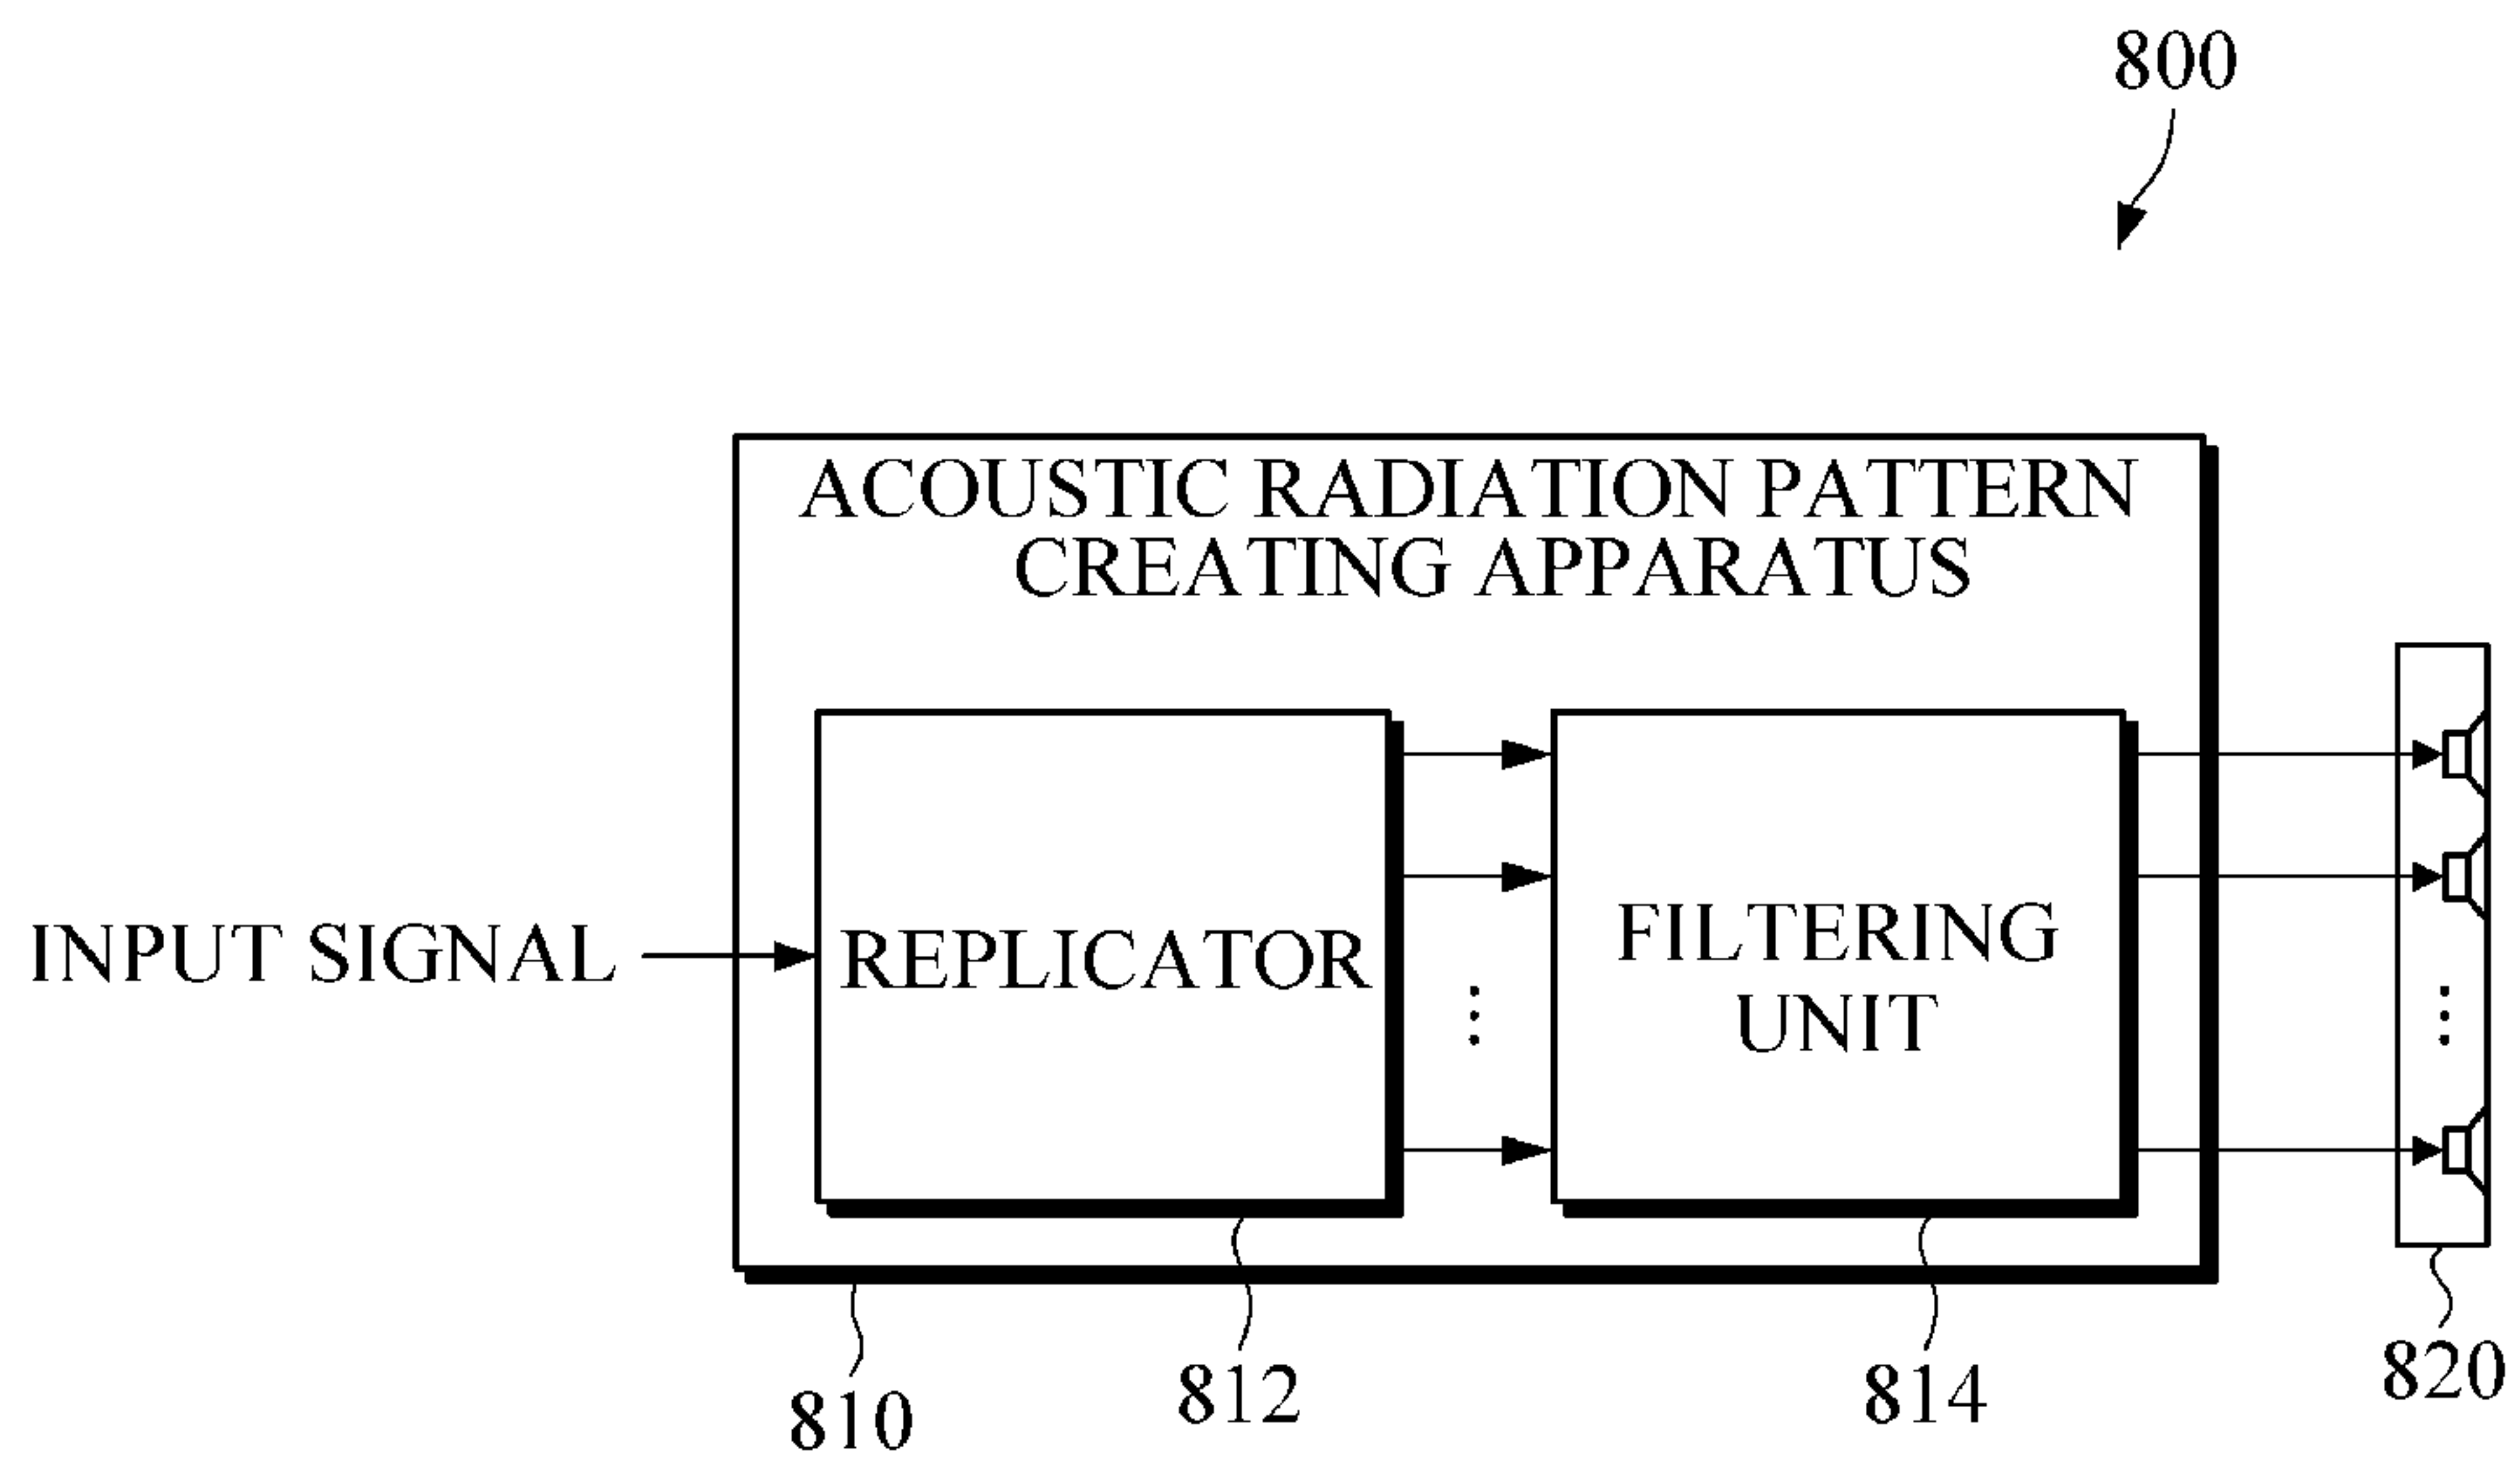 800
ACOUSTIC RADIATION PATTERN
CREATING APPARATUS
INPUT SIGNAL
REPLICATOR
FILTERING
UNIT
810
812
814
820